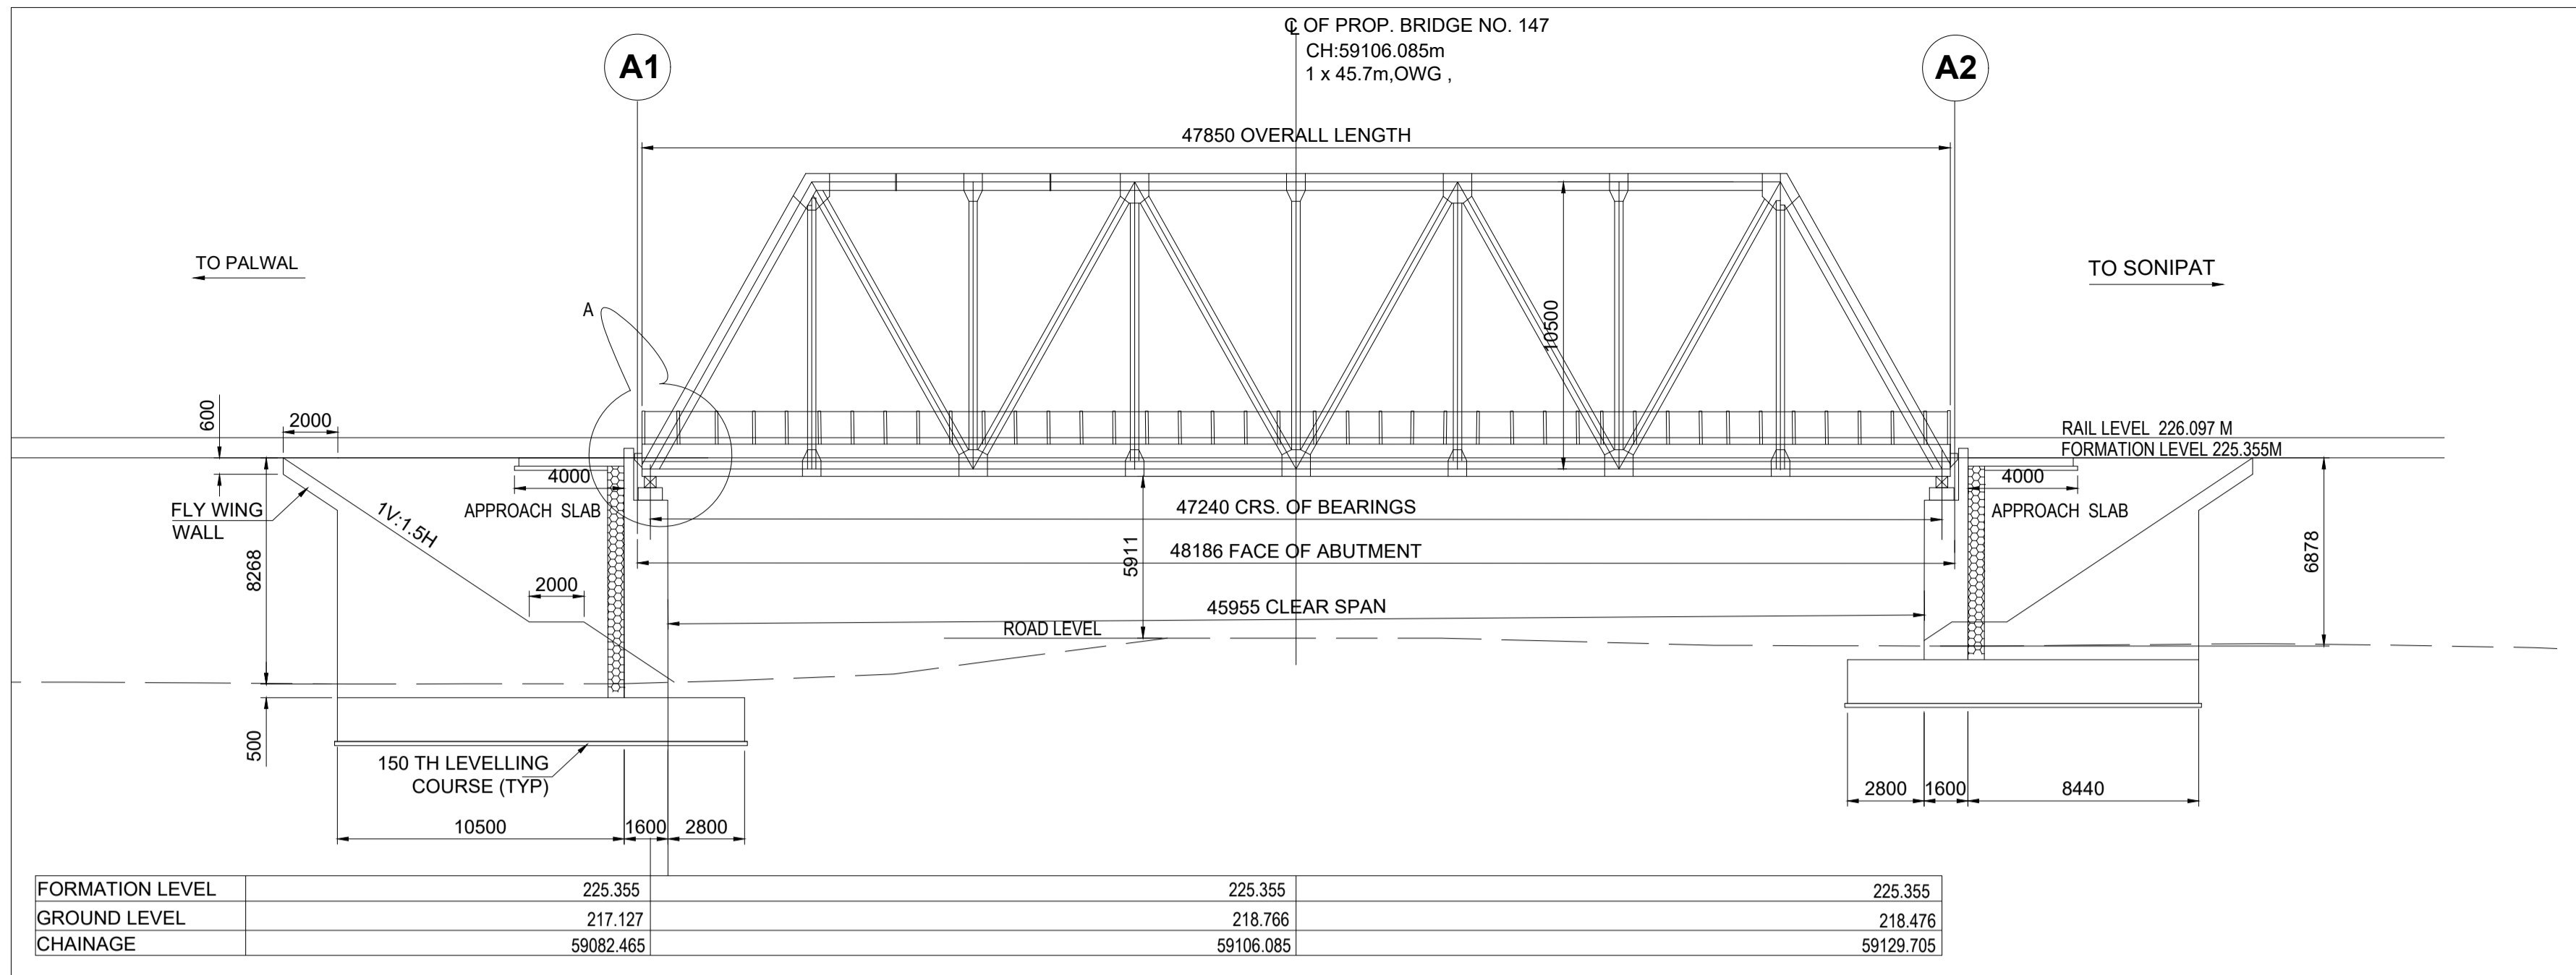 ℄ OF PROP. BRIDGE NO. 147
CH:59106.085m
1 x 45.7m,OWG ,
A1
A2
47850 OVERALL LENGTH
TO PALWAL
TO SONIPAT
A
10500
600
2000
RAIL LEVEL 226.097 M
FORMATION LEVEL 225.355M
4000
4000
FLY WING
WALL
1V:1.5H
APPROACH SLAB
APPROACH SLAB
47240 CRS. OF BEARINGS
48186 FACE OF ABUTMENT
5911
8268
6878
2000
45955 CLEAR SPAN
ROAD LEVEL
500
150 TH LEVELLING
COURSE (TYP)
2800 1600 8440
10500 1600 2800
FORMATION LEVEL 225.355 225.355 225.355
GROUND LEVEL 217.127 218.766 218.476
CHAINAGE 59082.465 59106.085 59129.705